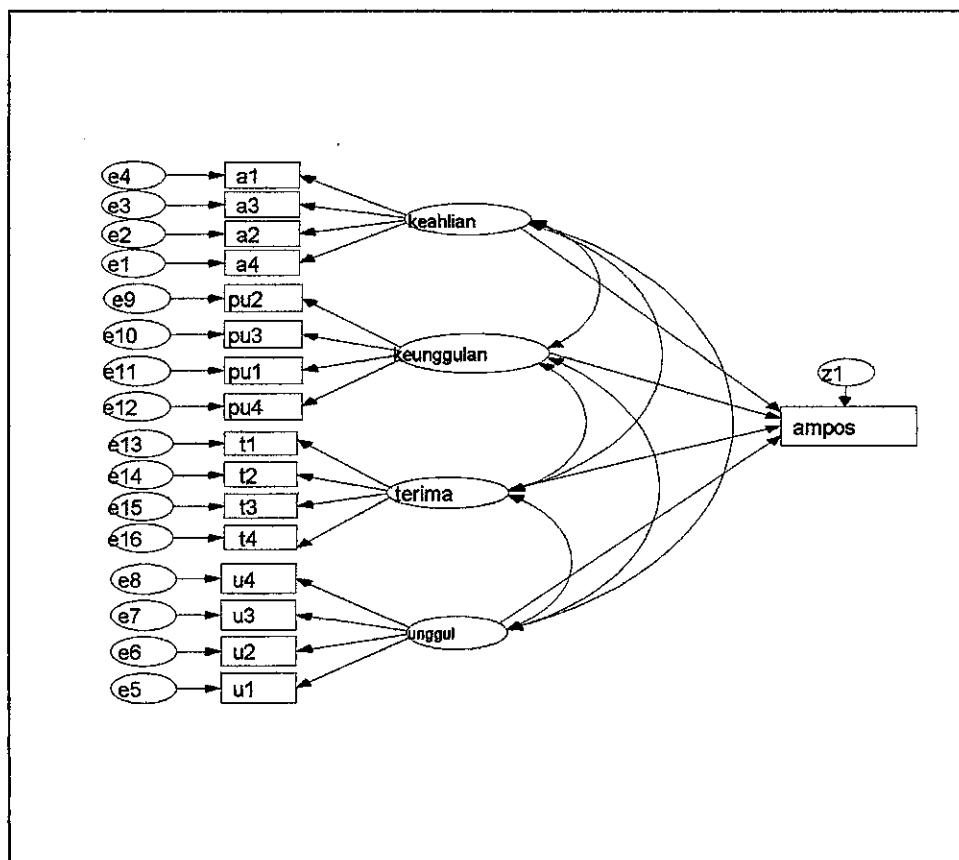 e4 a1
e3 a3
e2 a2
e1 a4
keahlian
e9 pu2
e10 pu3
e11 pu1
e12 pu4
keunggulan
e13 t1
e14 t2
e15 t3
e16 t4
terima
e8 u4
e7 u3
e6 u2
e5 u1
unggul
z1
ampos